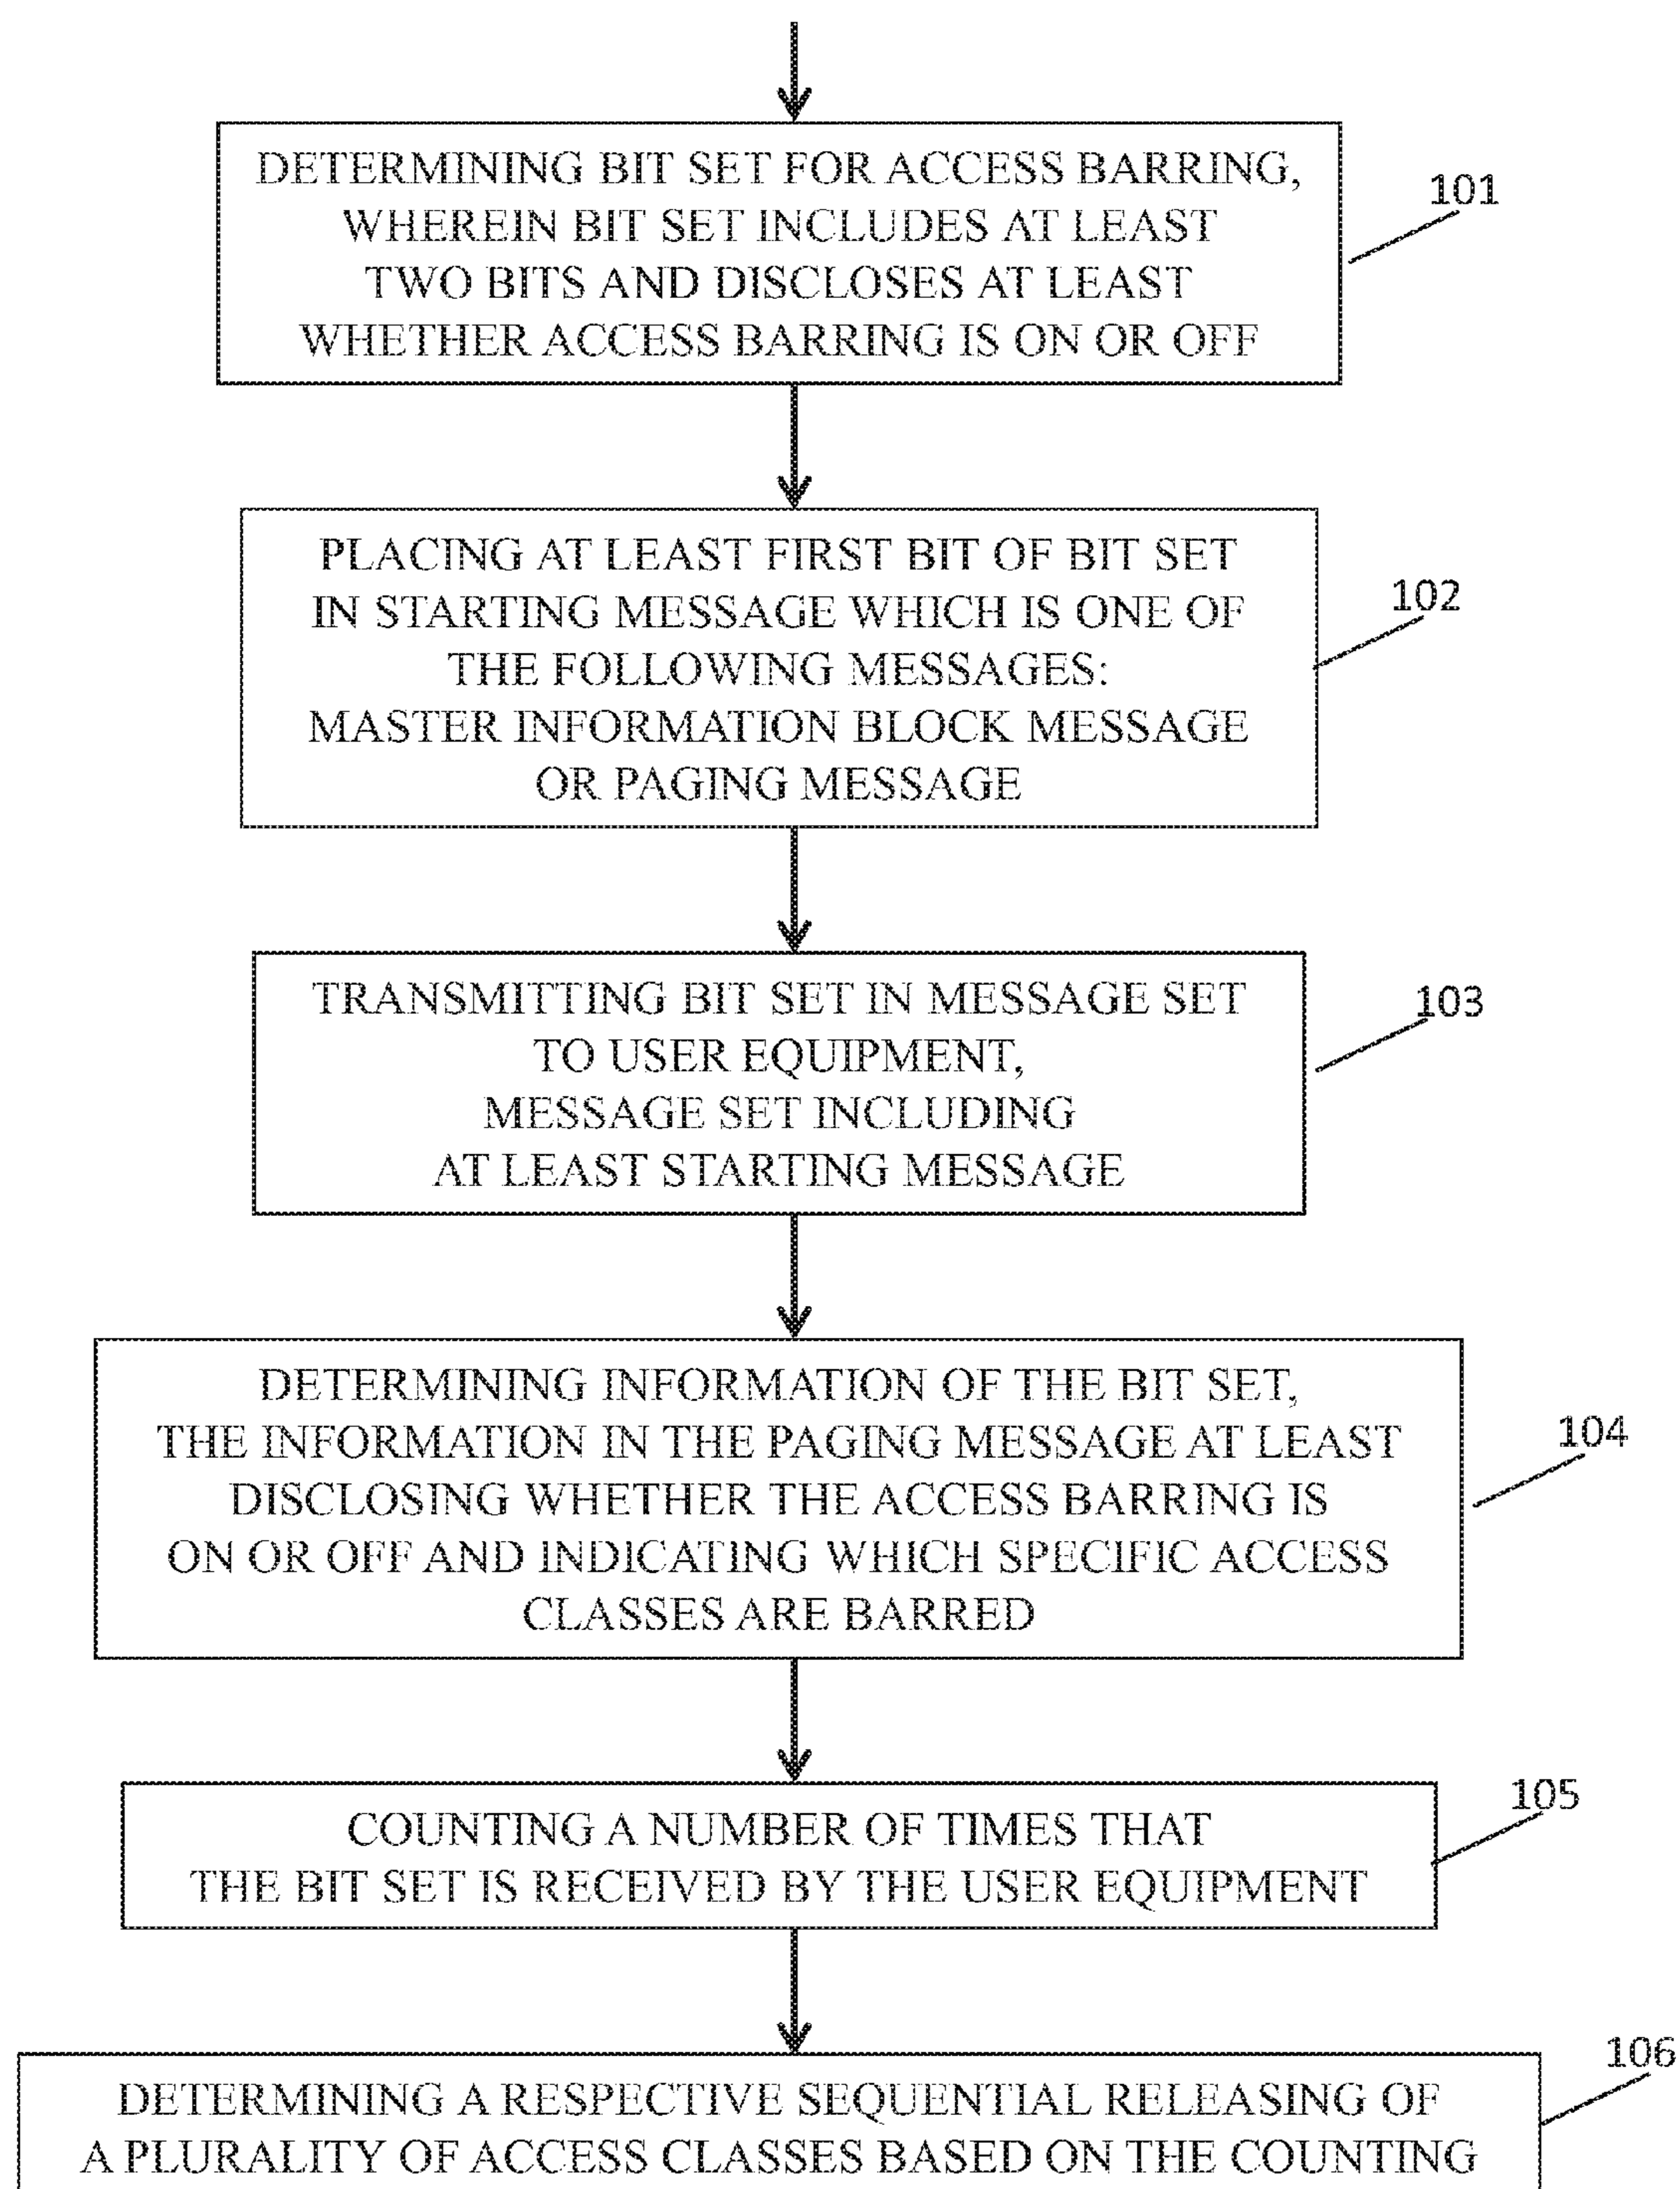 DETERMINING BIT SET FOR ACCESS BARRING,
WHEREIN BIT SET INCLUDES AT LEAST
TWO BITS AND DISCLOSES AT LEAST
WHETHER ACCESS BARRING IS ON OR OFF
101
PLACING AT LEAST FIRST BIT OF BIT SET
IN STARTING MESSAGE WHICH IS ONE OF
THE FOLLOWING MESSAGES:
MASTER INFORMATION BLOCK MESSAGE
OR PAGING MESSAGE
102
TRANSMITTING BIT SET IN MESSAGE SET
TO USER EQUIPMENT,
MESSAGE SET INCLUDING
AT LEAST STARTING MESSAGE
103
DETERMINING INFORMATION OF THE BIT SET,
THE INFORMATION IN THE PAGING MESSAGE AT LEAST
DISCLOSING WHETHER THE ACCESS BARRING IS
ON OR OFF AND INDICATING WHICH SPECIFIC ACCESS
CLASSES ARE BARRED
104
COUNTING A NUMBER OF TIMES THAT
THE BIT SET IS RECEIVED BY THE USER EQUIPMENT
105
DETERMINING A RESPECTIVE SEQUENTIAL RELEASING OF
A PLURALITY OF ACCESS CLASSES BASED ON THE COUNTING
106